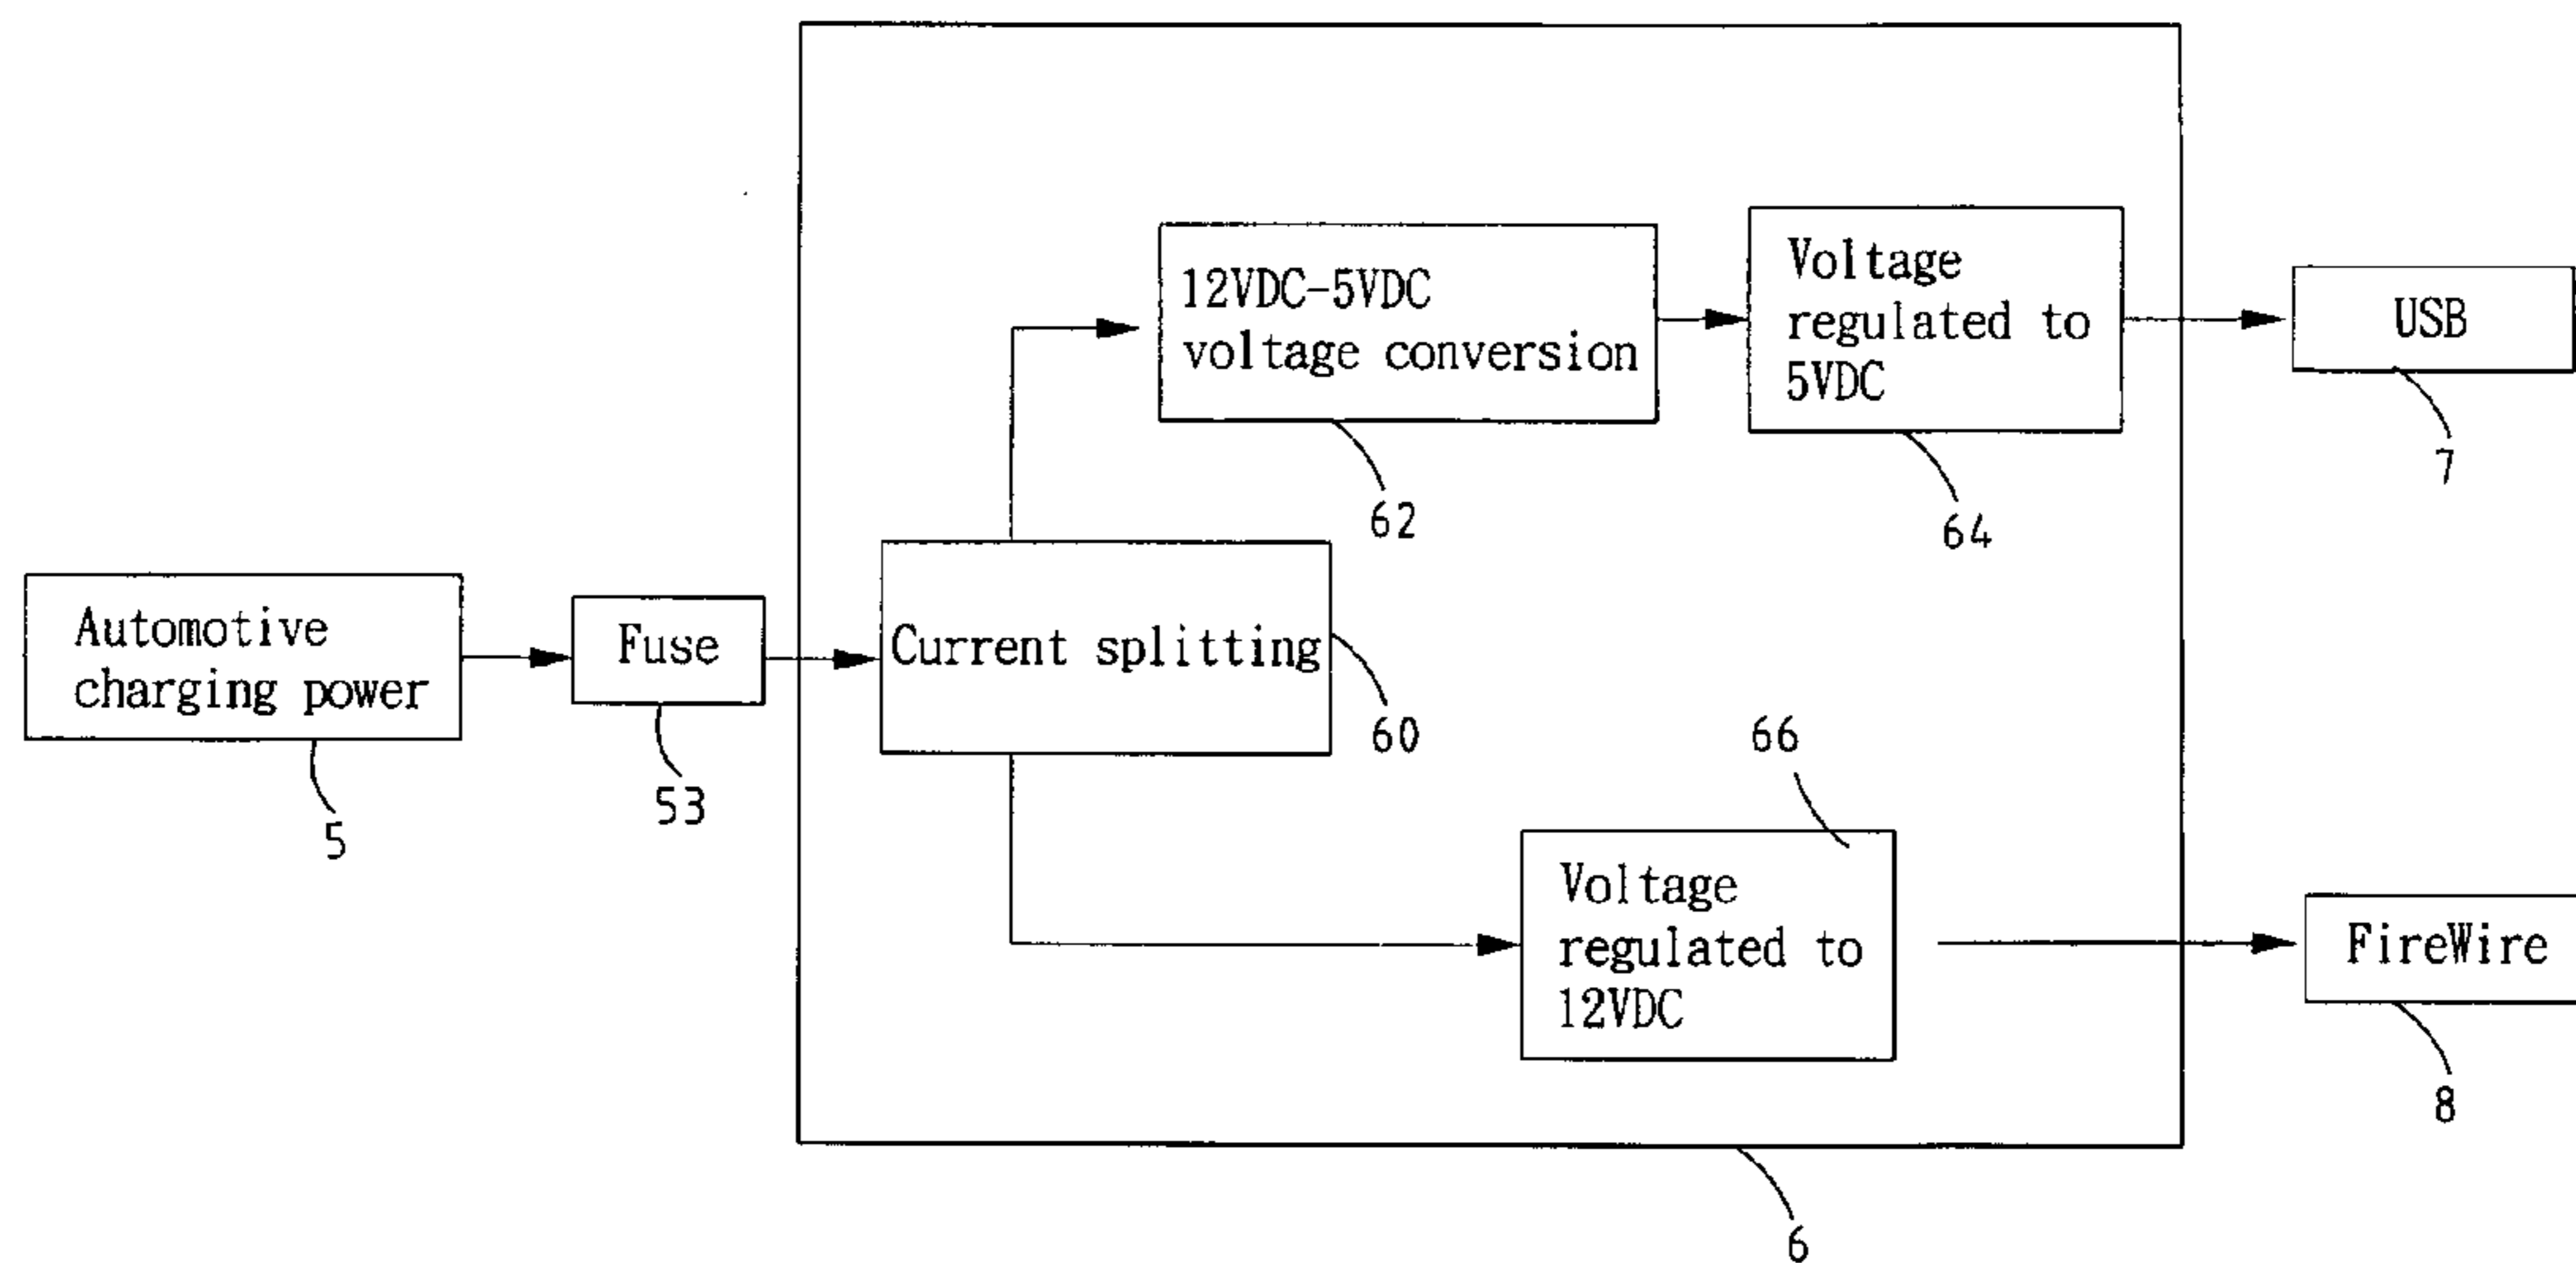 12VDC-5VDC
voltage conversion
62
Voltage
regulated to
5VDC
64
USB
7
Automotive
charging power
5
Fuse
53
Current splitting
60
66
Voltage
regulated to
12VDC
FireWire
8
6